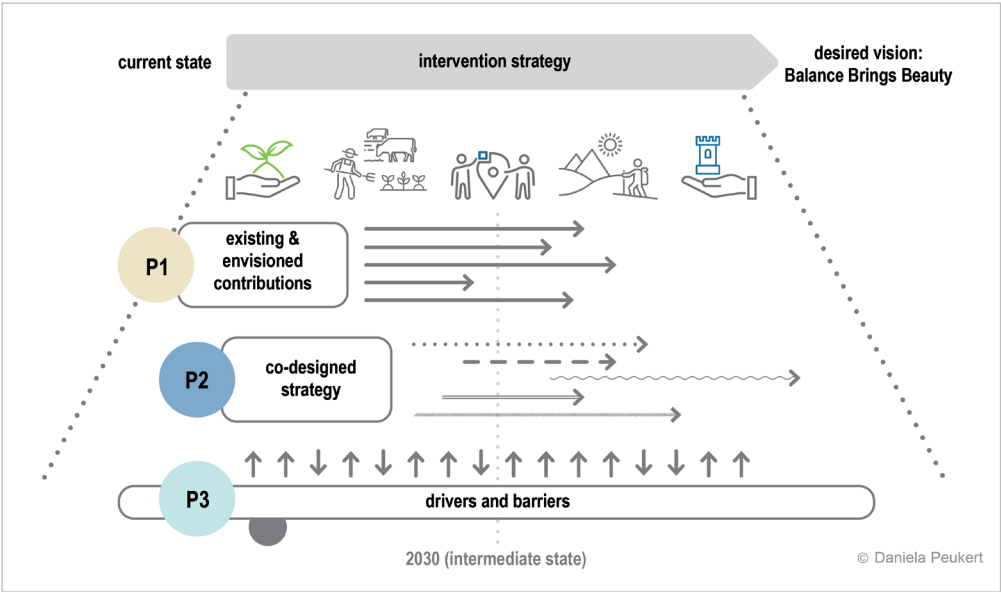 current state
intervention strategy
desired vision:
Balance Brings Beauty
P1
existing &
envisioned
contributions
P2
co-designed
strategy
P3
drivers and barriers
2030 (intermediate state)
© Daniela Peukert